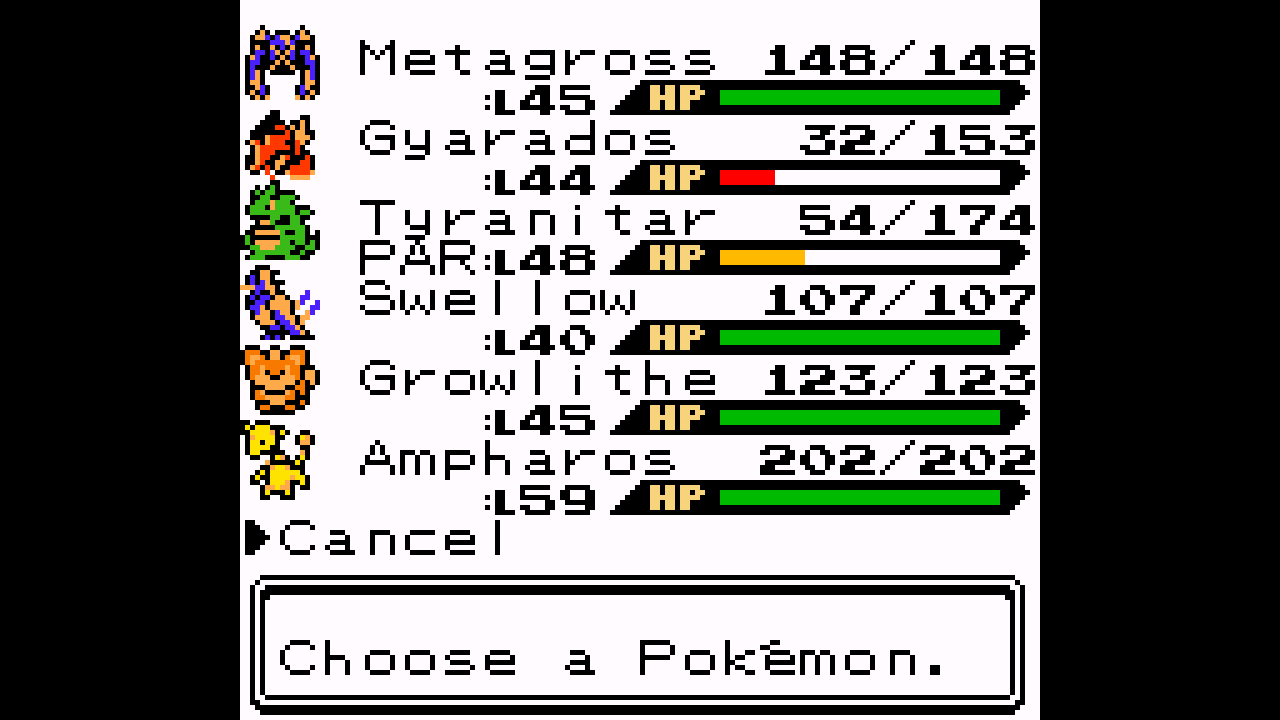 Metagross 148/148
:L45 HP
Gyarados 32/153
:L44 HP
Tyranitar 54/174
PAR:L48 HP
Swellow 107/107
:L40 HP
Growlithe 123/123
:L45 HP
Ampharos 202/202
:L59 HP
▶Cancel
Choose a Pokémon.